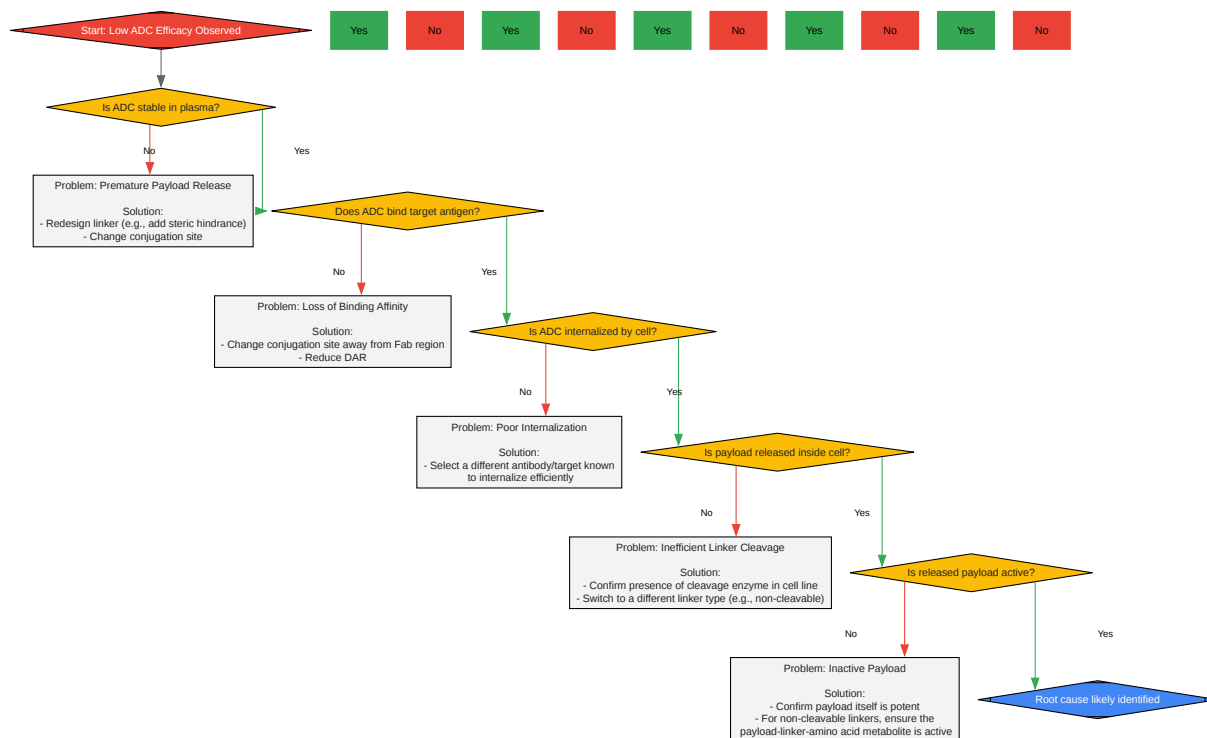 Start: Low ADC Efficacy Observed
Yes
No
Yes
No
Yes
No
Yes
No
Yes
No
Is ADC stable in plasma?
No
Yes
Problem: Premature Payload Release
Solution:
- Redesign linker (e.g., add steric hindrance)
- Change conjugation site
Does ADC bind target antigen?
No
Yes
Problem: Loss of Binding Affinity
Solution:
- Change conjugation site away from Fab region
- Reduce DAR
Is ADC internalized by cell?
No
Yes
Problem: Poor Internalization
Solution:
- Select a different antibody/target known
to internalize efficiently
Is payload released inside cell?
No
Yes
Problem: Inefficient Linker Cleavage
Solution:
- Confirm presence of cleavage enzyme in cell line
- Switch to a different linker type (e.g., non-cleavable)
Is released payload active?
No
Yes
Problem: Inactive Payload
Solution:
- Confirm payload itself is potent
- For non-cleavable linkers, ensure the
payload-linker-amino acid metabolite is active
Root cause likely identified